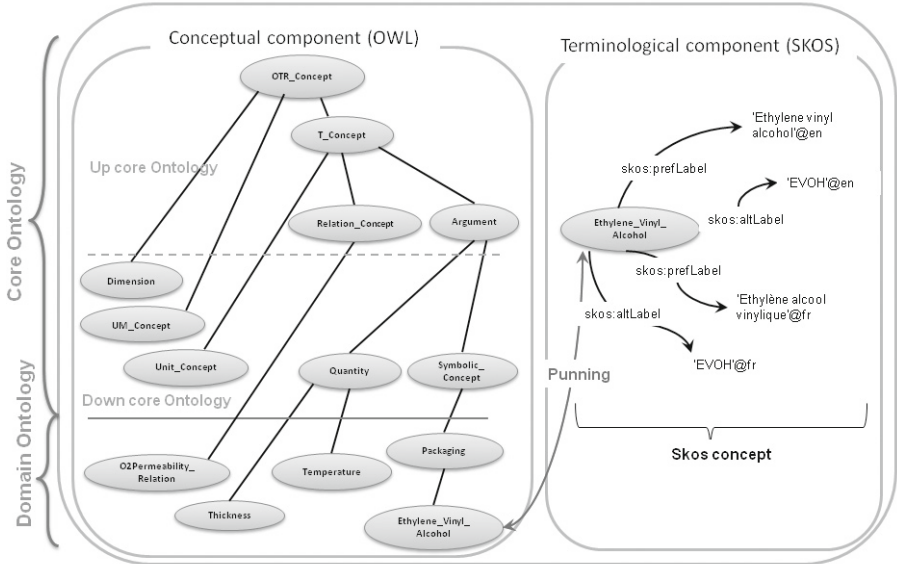 Conceptual component (OWL)
Terminological component (SKOS)
OTR_Concept
T_Concept
Up core Ontology
Relation_Concept
Argument
Dimension
UM_Concept
Unit_Concept
Quantity
Symbolic_
Concept
Down core Ontology
O2Permeability_
Relation
Temperature
Packaging
Thickness
Ethylene_Vinyl_
Alcohol
Core Ontology
Domain Ontology
Punning
'Ethylene vinyl
alcohol'@en
skos:prefLabel
'EVOH'@en
skos:altLabel
Ethylene_Vinyl_
Alcohol
skos:prefLabel
'Ethylène alcool
vinylique'@fr
skos:altLabel
'EVOH'@fr
Skos concept